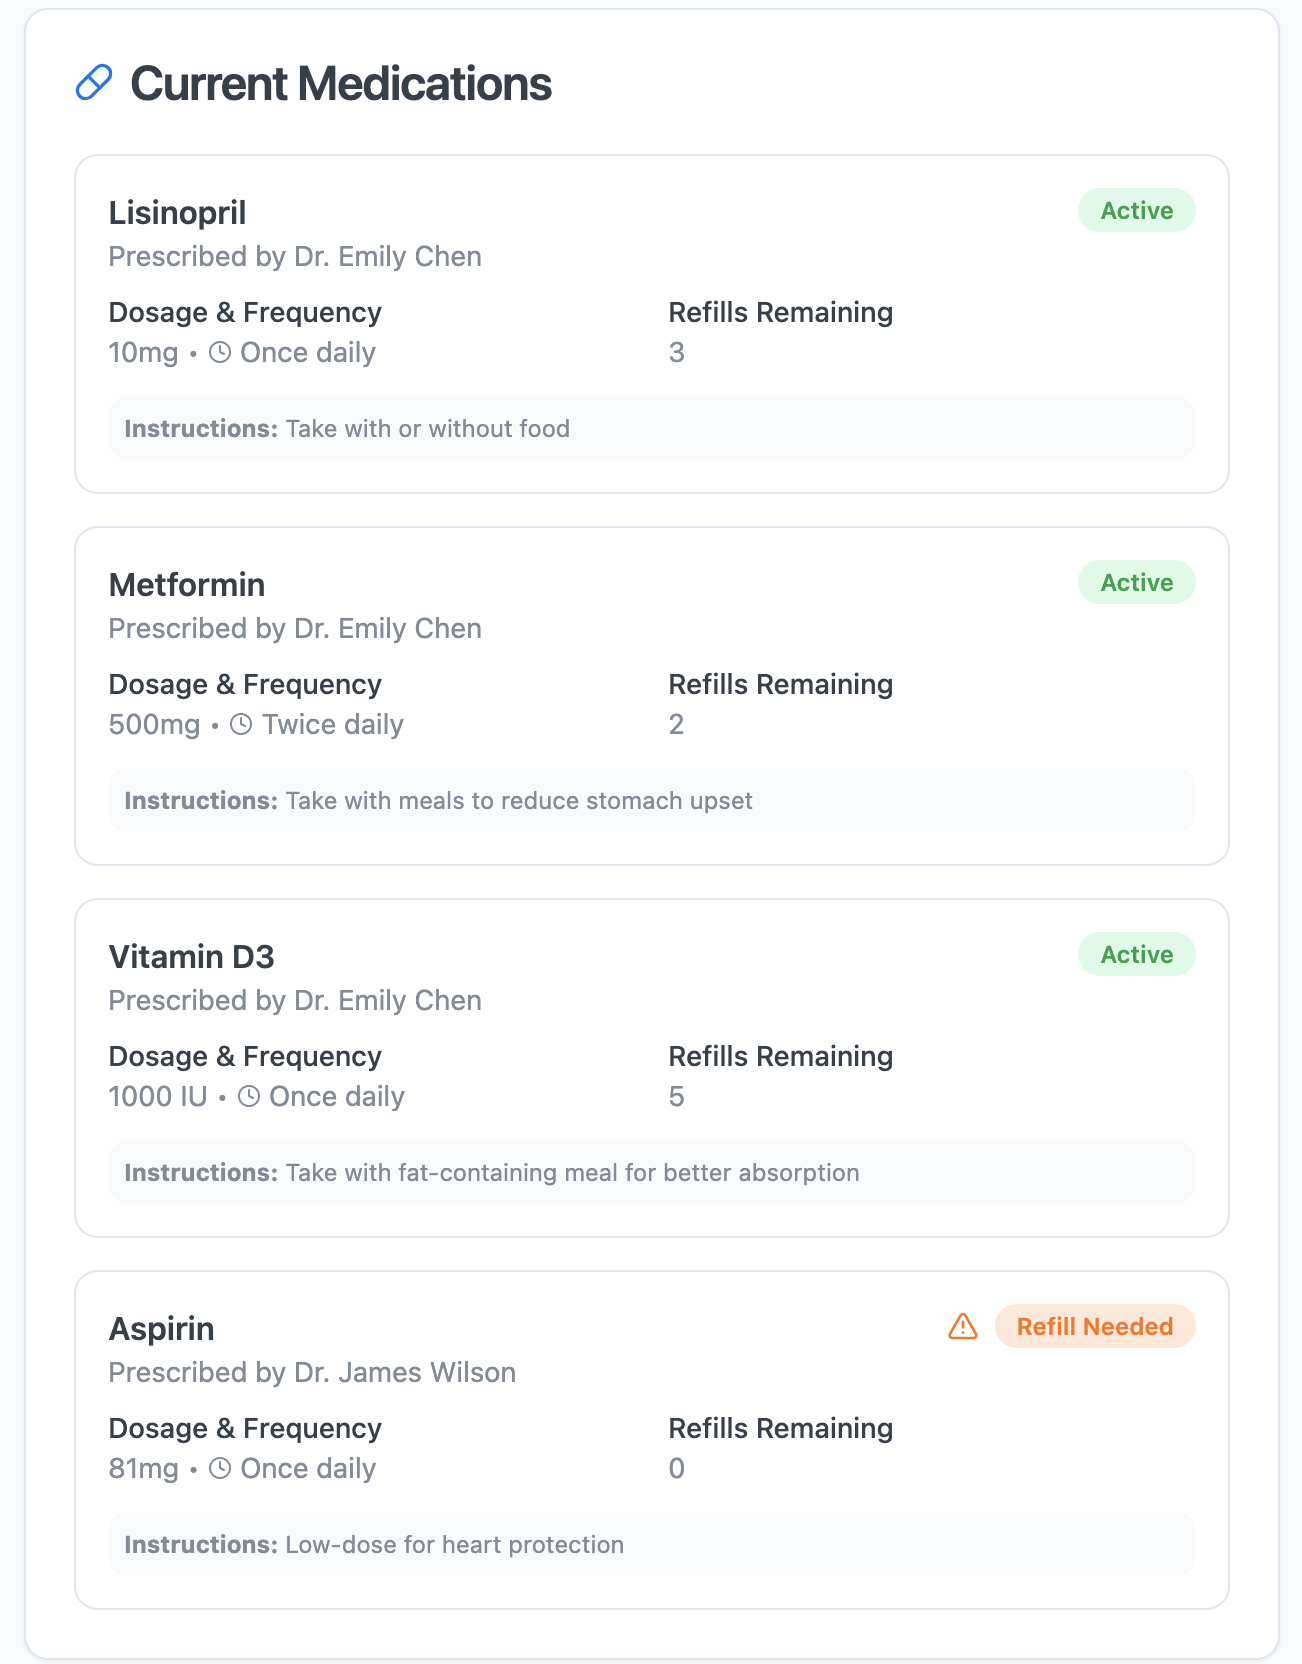 Current Medications
Lisinopril
Active
Prescribed by Dr. Emily Chen
Dosage & Frequency
Refills Remaining
10mg • Once daily
3
Instructions: Take with or without food
Metformin
Active
Prescribed by Dr. Emily Chen
Dosage & Frequency
Refills Remaining
500mg • Twice daily
2
Instructions: Take with meals to reduce stomach upset
Vitamin D3
Active
Prescribed by Dr. Emily Chen
Dosage & Frequency
Refills Remaining
1000 IU • Once daily
5
Instructions: Take with fat-containing meal for better absorption
Aspirin
Refill Needed
Prescribed by Dr. James Wilson
Dosage & Frequency
Refills Remaining
81mg • Once daily
0
Instructions: Low-dose for heart protection